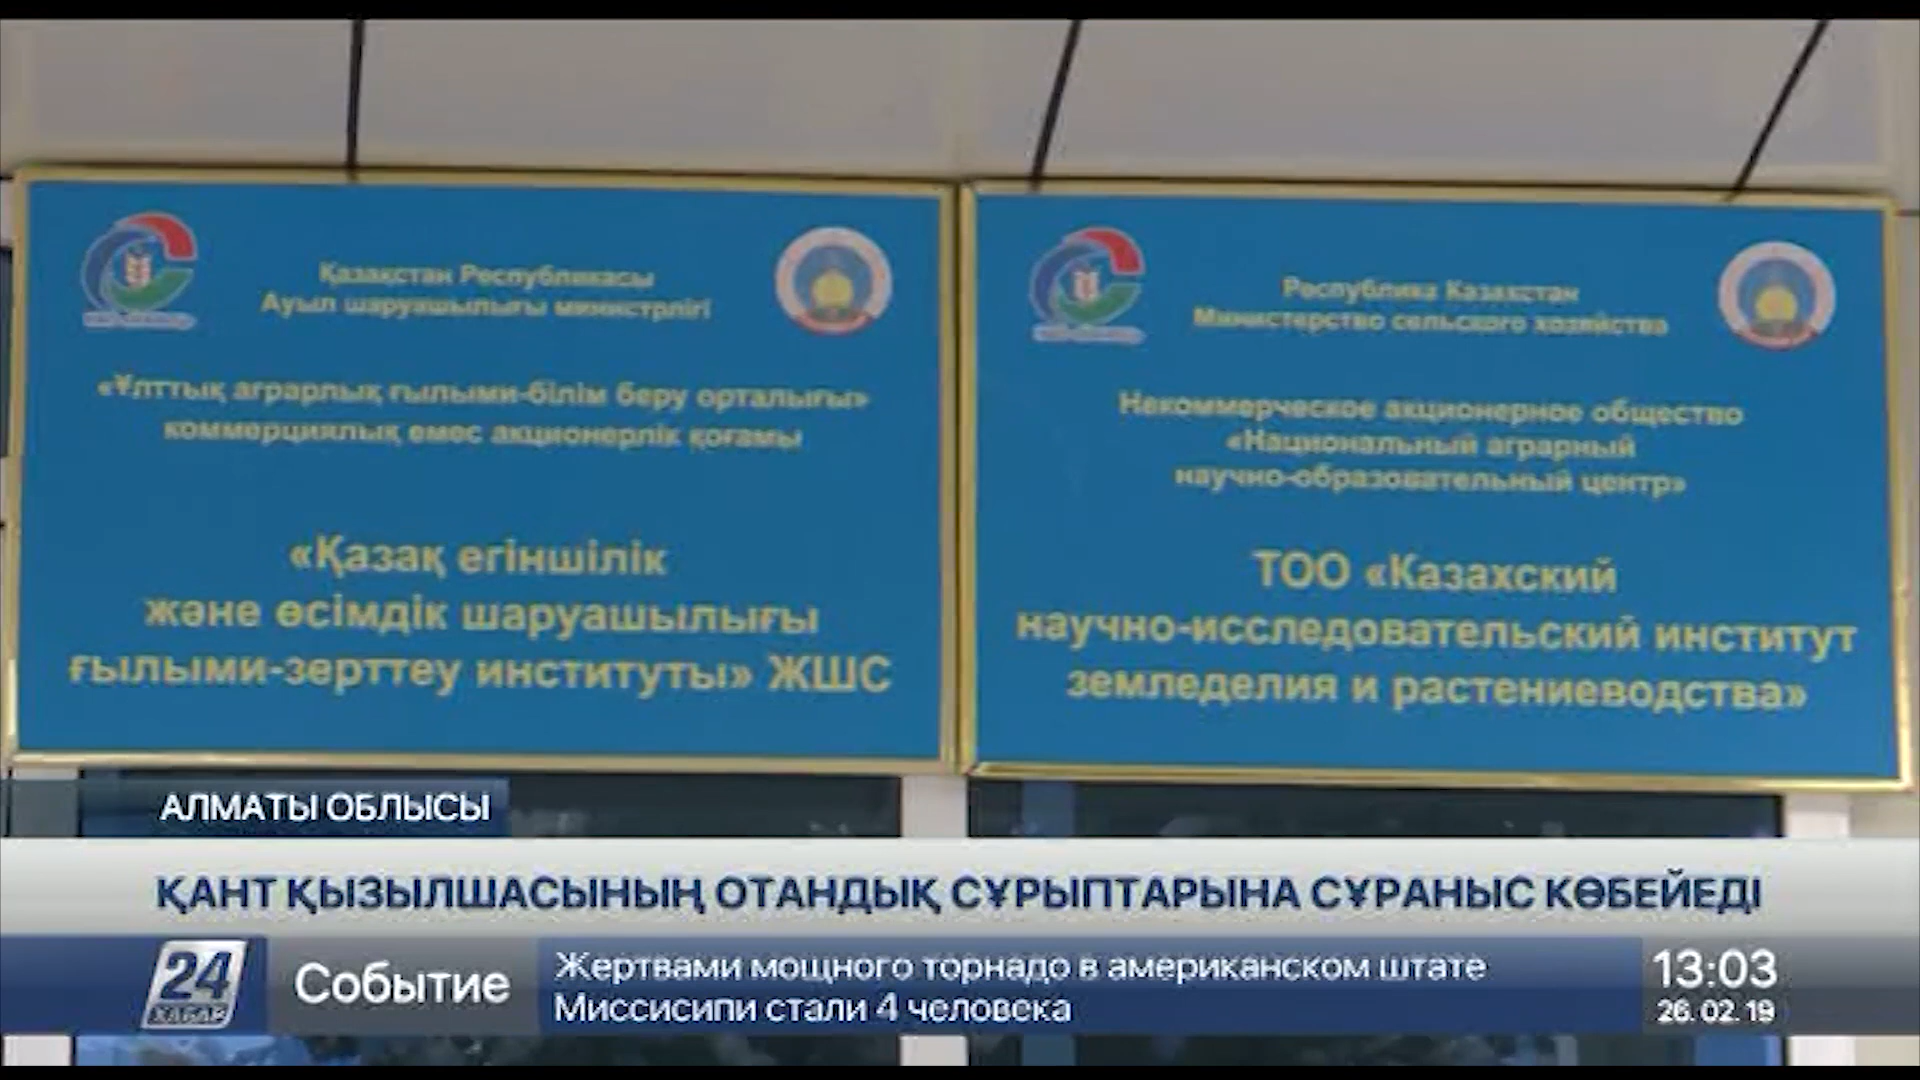 Қазақстан Республикасы
Ауыл шаруашылығы министрлігі
«Ұлттық аграрлық ғылыми-білім беру орталығы»
коммерциялық емес акционерлік қоғамы
«Қазақ егіншілік
және өсімдік шаруашылығы
ғылыми-зерттеу институты» ЖШС
Республика Казахстан
Министерство сельского хозяйства
Некоммерческое акционерное общество
«Национальный аграрный
научно-образовательный центр»
ТОО «Казахский
научно-исследовательский институт
земледелия и растениеводства»
АЛМАТЫ ОБЛЫСЫ
ҚАНТ ҚЫЗЫЛШАСЫНЫҢ ОТАНДЫҚ СҰРЫПТАРЫНА СҰРАНЫС КӨБЕЙЕДІ
24
ХАБАР
Событие
Жертвами мощного торнадо в американском штате
Миссисипи стали 4 человека
13:03
26. 02. 19